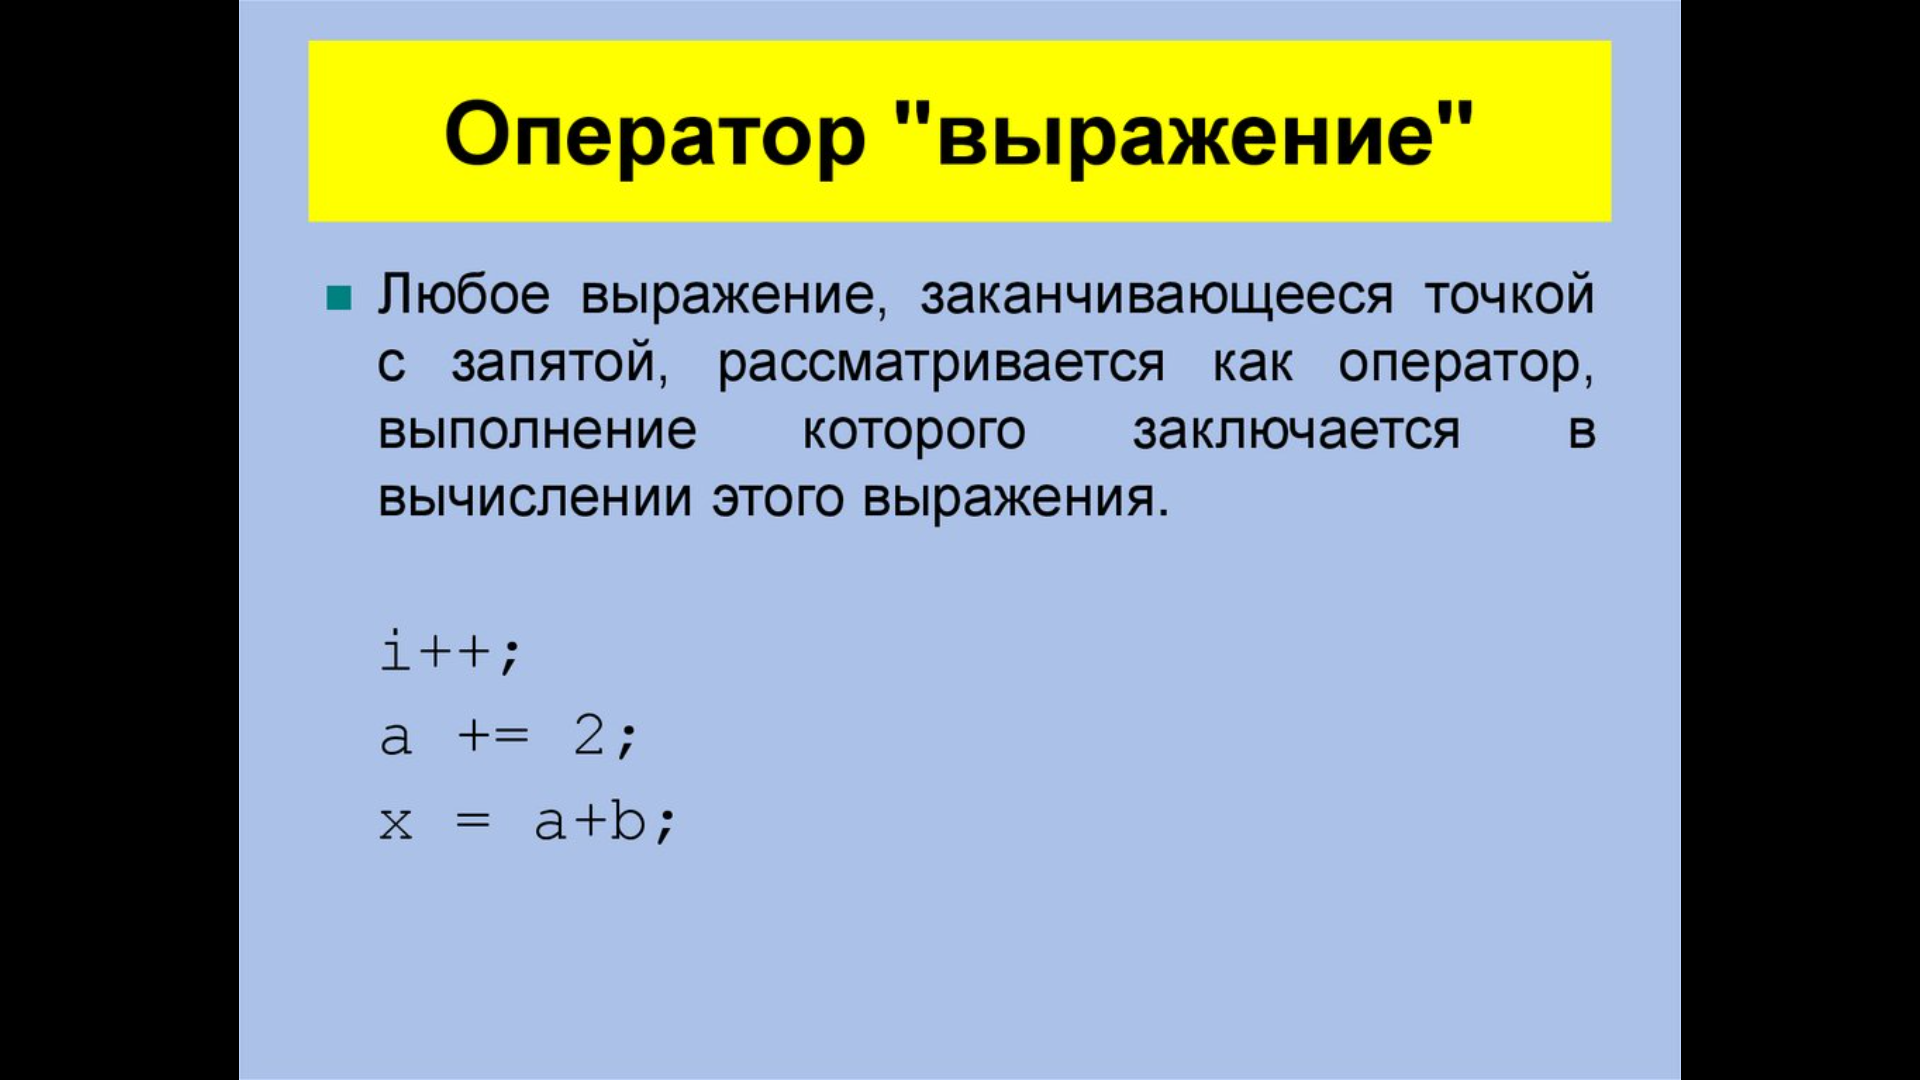 Оператор "выражение"
Любое выражение, заканчивающееся точкой
с запятой, рассматривается как оператор,
выполнение которого заключается в
вычислении этого выражения.
i++;
a += 2;
x = a+b;